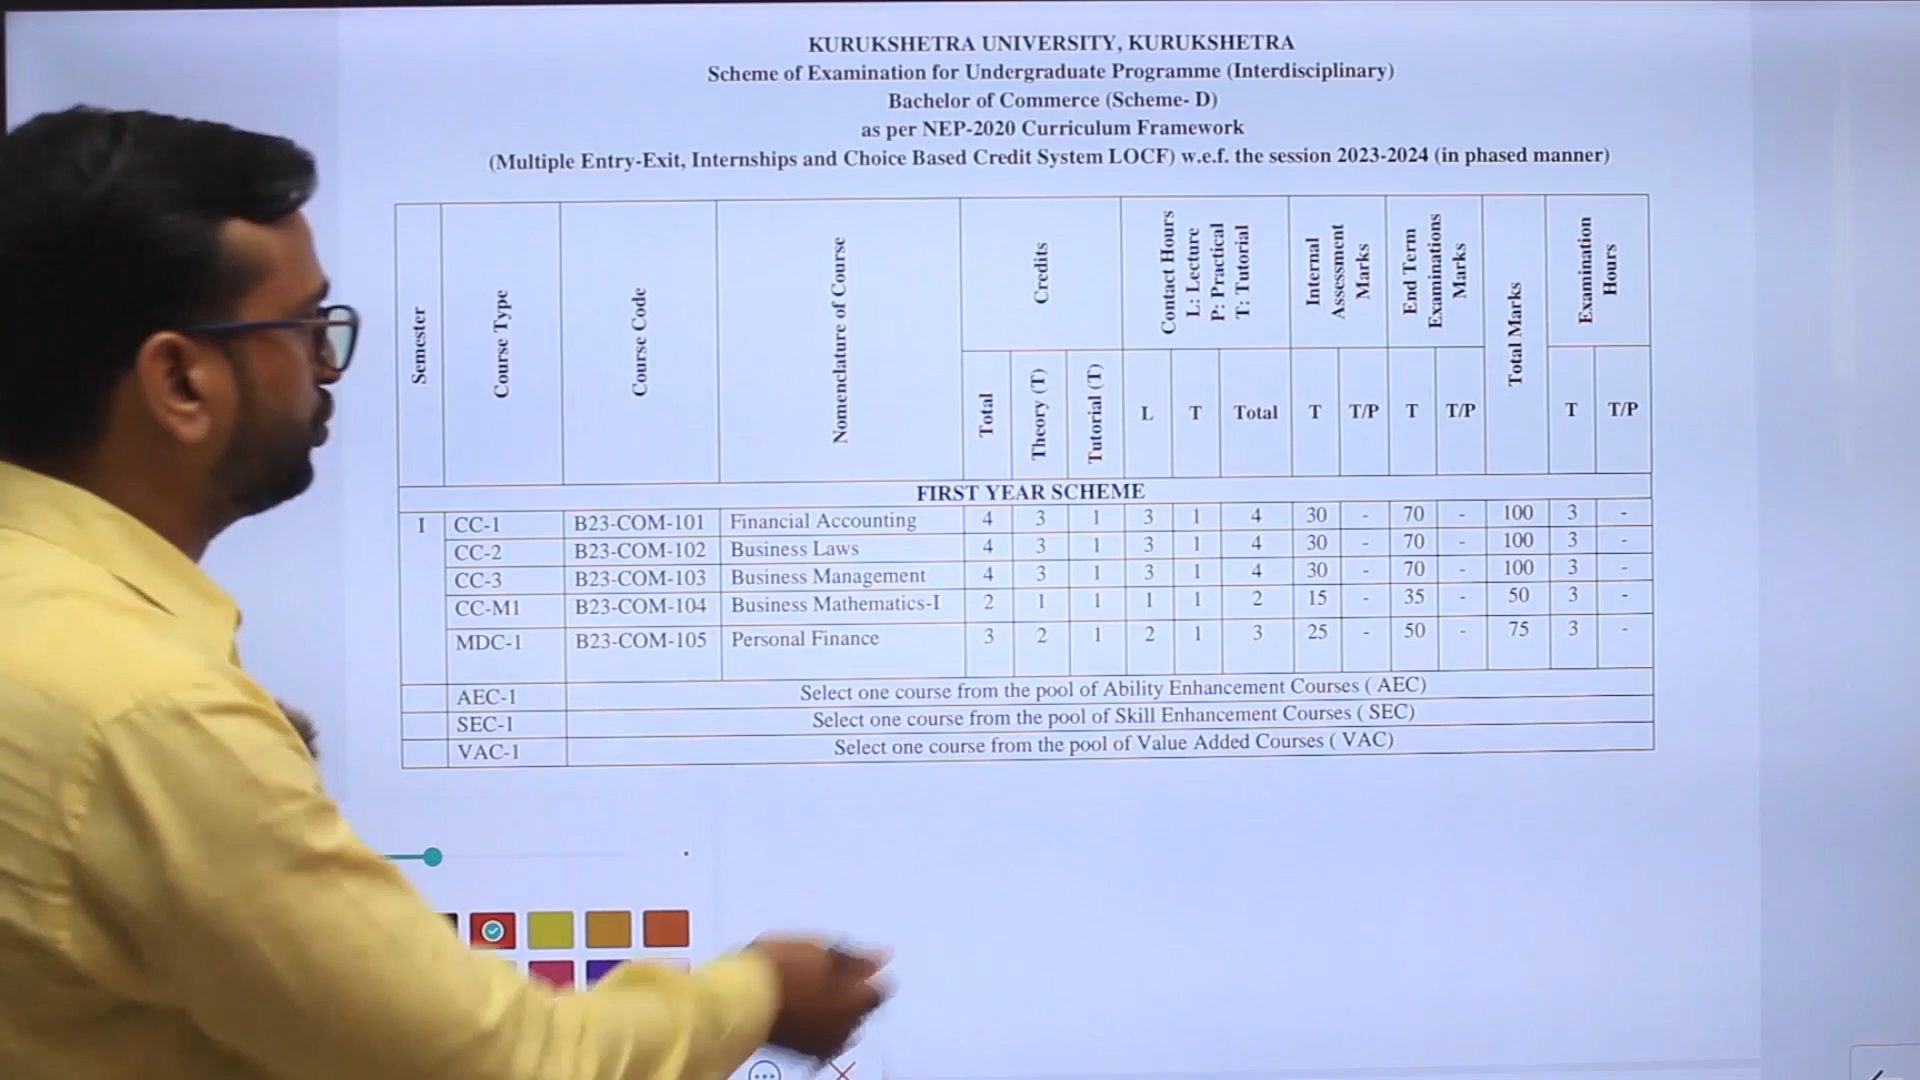 KURUKSHETRA UNIVERSITY, KURUKSHETRA
Scheme of Examination for Undergraduate Programme (Interdisciplinary)
Bachelor of Commerce (Scheme- D)
as per NEP-2020 Curriculum Framework
(Multiple Entry-Exit, Internships and Choice Based Credit System LOCF) w.e.f. the session 2023-2024 (in phased manner)
Semester
Course Type
Course Code
Nomenclature of Course
Credits
Contact Hours
L: Lecture
P: Practical
T: Tutorial
Internal
Assessment
Marks
End Term
Examinations
Marks
Total Marks
Examination
Hours
Total
Theory (T)
Tutorial (T)
L T Total T T/P T T/P T T/P
FIRST YEAR SCHEME
I CC-1 B23-COM-101 Financial Accounting 4 3 1 3 1 4 30 - 70 - 100 3 -
CC-2 B23-COM-102 Business Laws 4 3 1 3 1 4 30 - 70 - 100 3 -
CC-3 B23-COM-103 Business Management 4 3 1 3 1 4 30 - 70 - 100 3 -
CC-M1 B23-COM-104 Business Mathematics-I 2 1 1 1 1 2 15 - 35 - 50 3 -
MDC-1 B23-COM-105 Personal Finance 3 2 1 2 1 3 25 - 50 - 75 3 -
AEC-1 Select one course from the pool of Ability Enhancement Courses ( AEC)
SEC-1 Select one course from the pool of Skill Enhancement Courses ( SEC)
VAC-1 Select one course from the pool of Value Added Courses ( VAC)